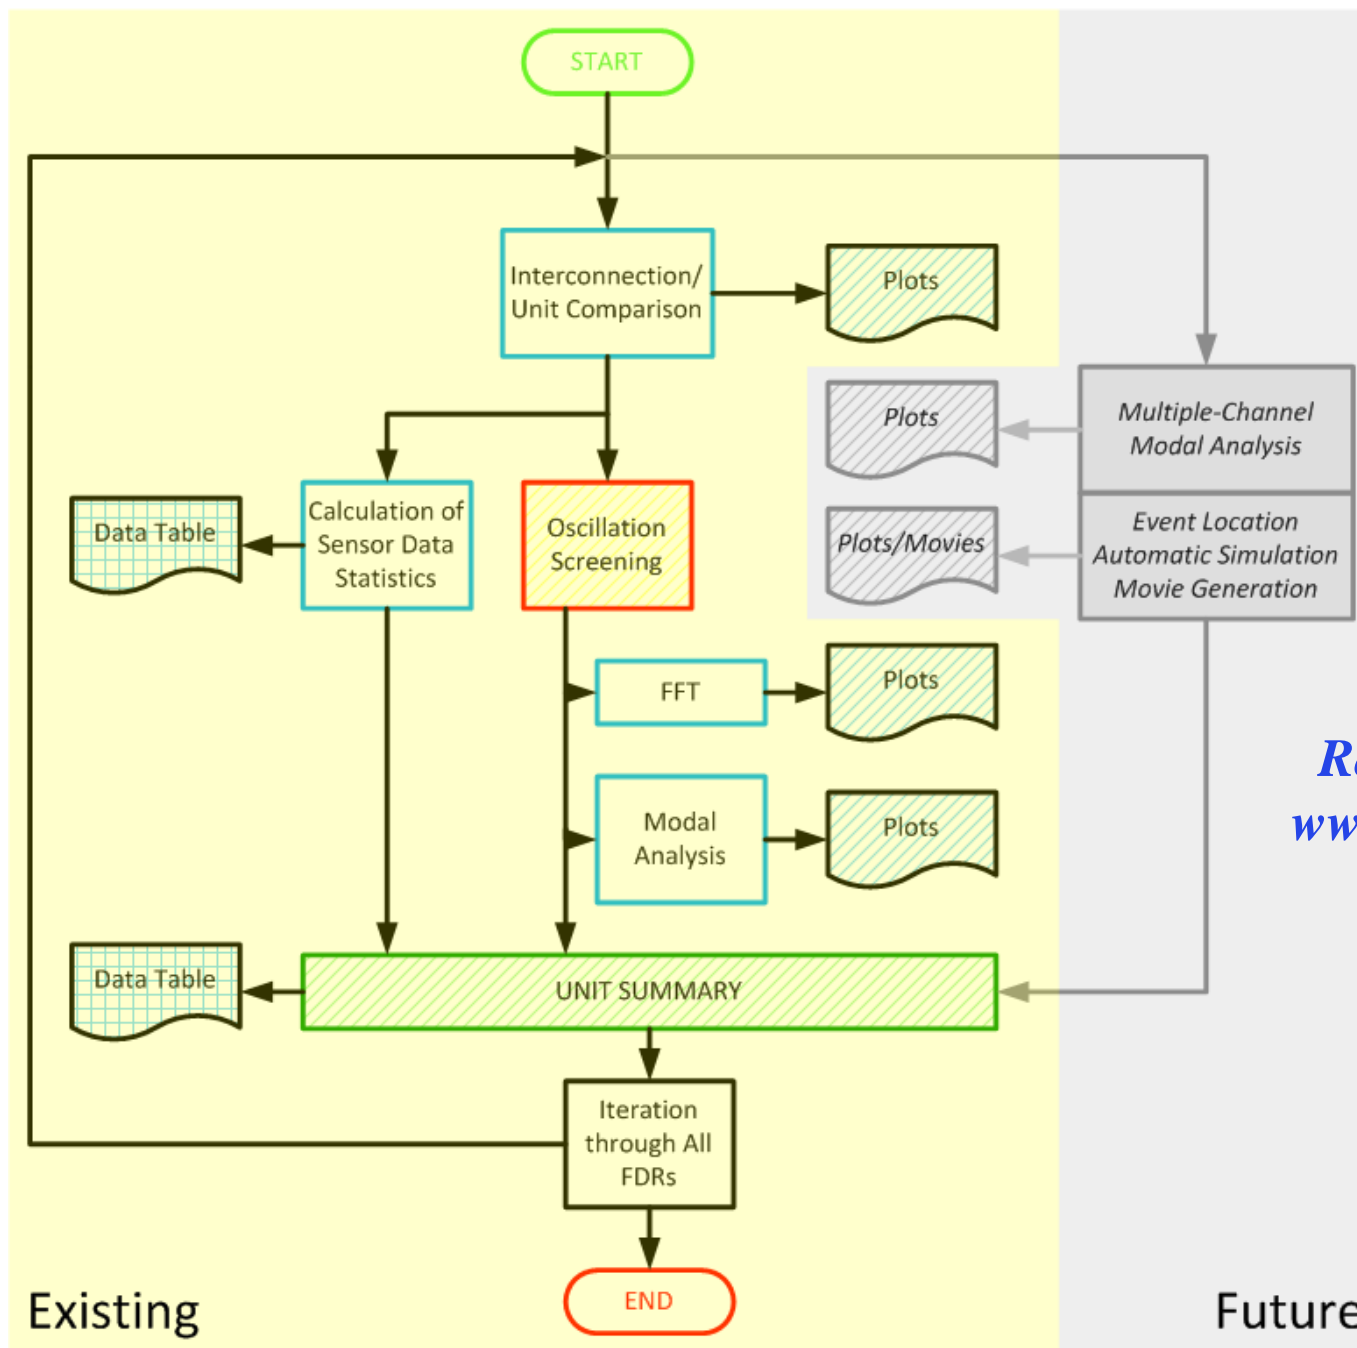 START
Interconnection/
Unit Comparison
Plots
Plots
Multiple-Channel
Modal Analysis
Data Table
Calculation of
Sensor Data
Statistics
Oscillation
Screening
Plots/Movies
Event Location
Automatic Simulation
Movie Generation
FFT
Plots
Modal
Analysis
Plots
Data Table
UNIT SUMMARY
Iteration
through All
FDRs
END
Existing
Future